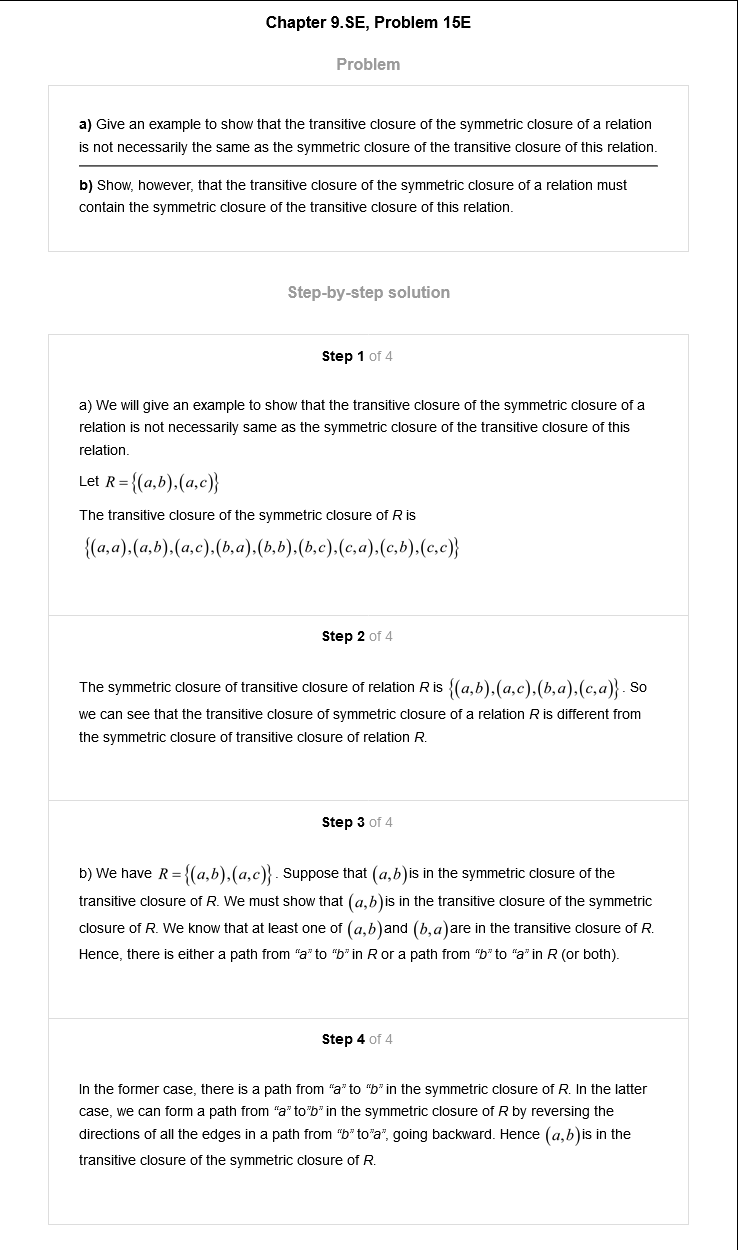 Chapter 9.SE, Problem 15E
Problem
a) Give an example to show that the transitive closure of the symmetric closure of a relation
is not necessarily the same as the symmetric closure of the transitive closure of this relation.
b) Show, however, that the transitive closure of the symmetric closure of a relation must
contain the symmetric closure of the transitive closure of this relation.
Step-by-step solution
Step 1 of 4
a) We will give an example to show that the transitive closure of the symmetric closure of a
relation is not necessarily same as the symmetric closure of the transitive closure of this
relation.
Let R={(a,b),(a,c)}
The transitive closure of the symmetric closure of R is
{(a,a),(a,b),(a,c),(b,a),(b,b),(b,c),(c,a),(c,b),(c,c)}
Step 2 of 4
The symmetric closure of transitive closure of relation R is {(a,b),(a,c),(b,a),(c,a)}. So
we can see that the transitive closure of symmetric closure of a relation R is different from
the symmetric closure of transitive closure of relation R.
Step 3 of 4
b) We have R={(a,b),(a,c)}. Suppose that (a,b)is in the symmetric closure of the
transitive closure of R. We must show that (a,b)is in the transitive closure of the symmetric
closure of R. We know that at least one of (a,b)and (b,a)are in the transitive closure of R.
Hence, there is either a path from “a” to “b” in R or a path from “b” to “a” in R (or both).
Step 4 of 4
In the former case, there is a path from “a” to “b” in the symmetric closure of R. In the latter
case, we can form a path from “a” to”b” in the symmetric closure of R by reversing the
directions of all the edges in a path from “b” to”a”, going backward. Hence (a,b)is in the
transitive closure of the symmetric closure of R.